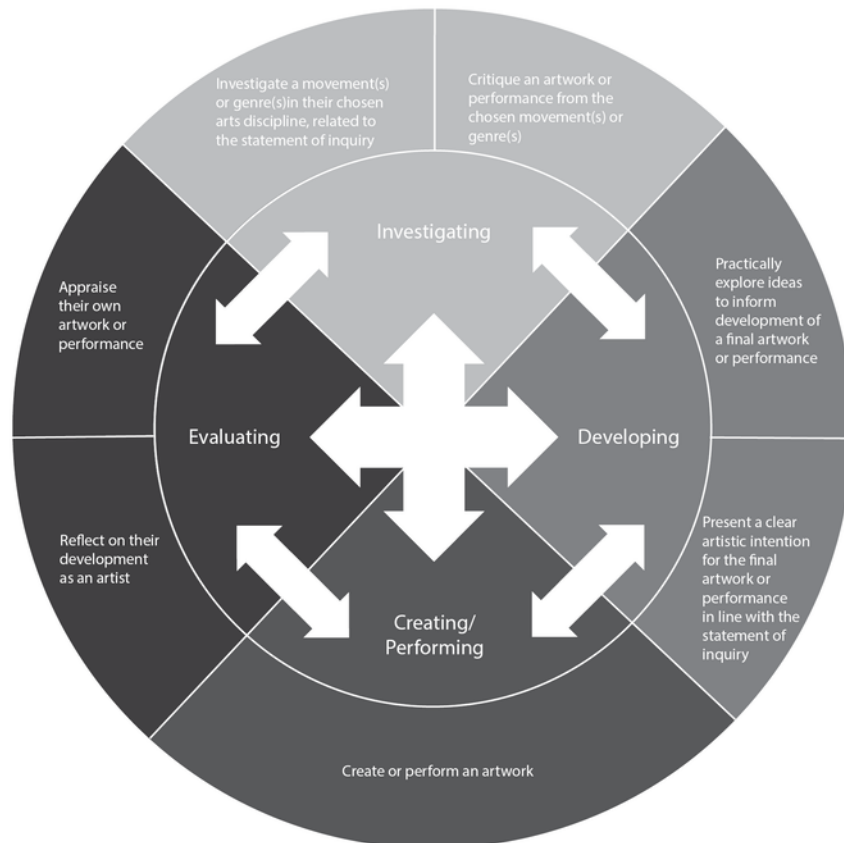 Investigate a movement(s)
or genre(s)in their chosen
arts discipline, related to
the statement of inquiry
Critique an artwork or
performance from the
chosen movement(s) or
genre(s)
Investigating
Practically
explore ideas
to inform
development of
a final artwork
or performance
Developing
Present a clear
artistic intention
for the final
artwork or
performance
in line with the
statement of
inquiry
Creating/
Performing
Create or perform an artwork
Evaluating
Appraise
their own
artwork or
performance
Reflect on their
development
as an artist